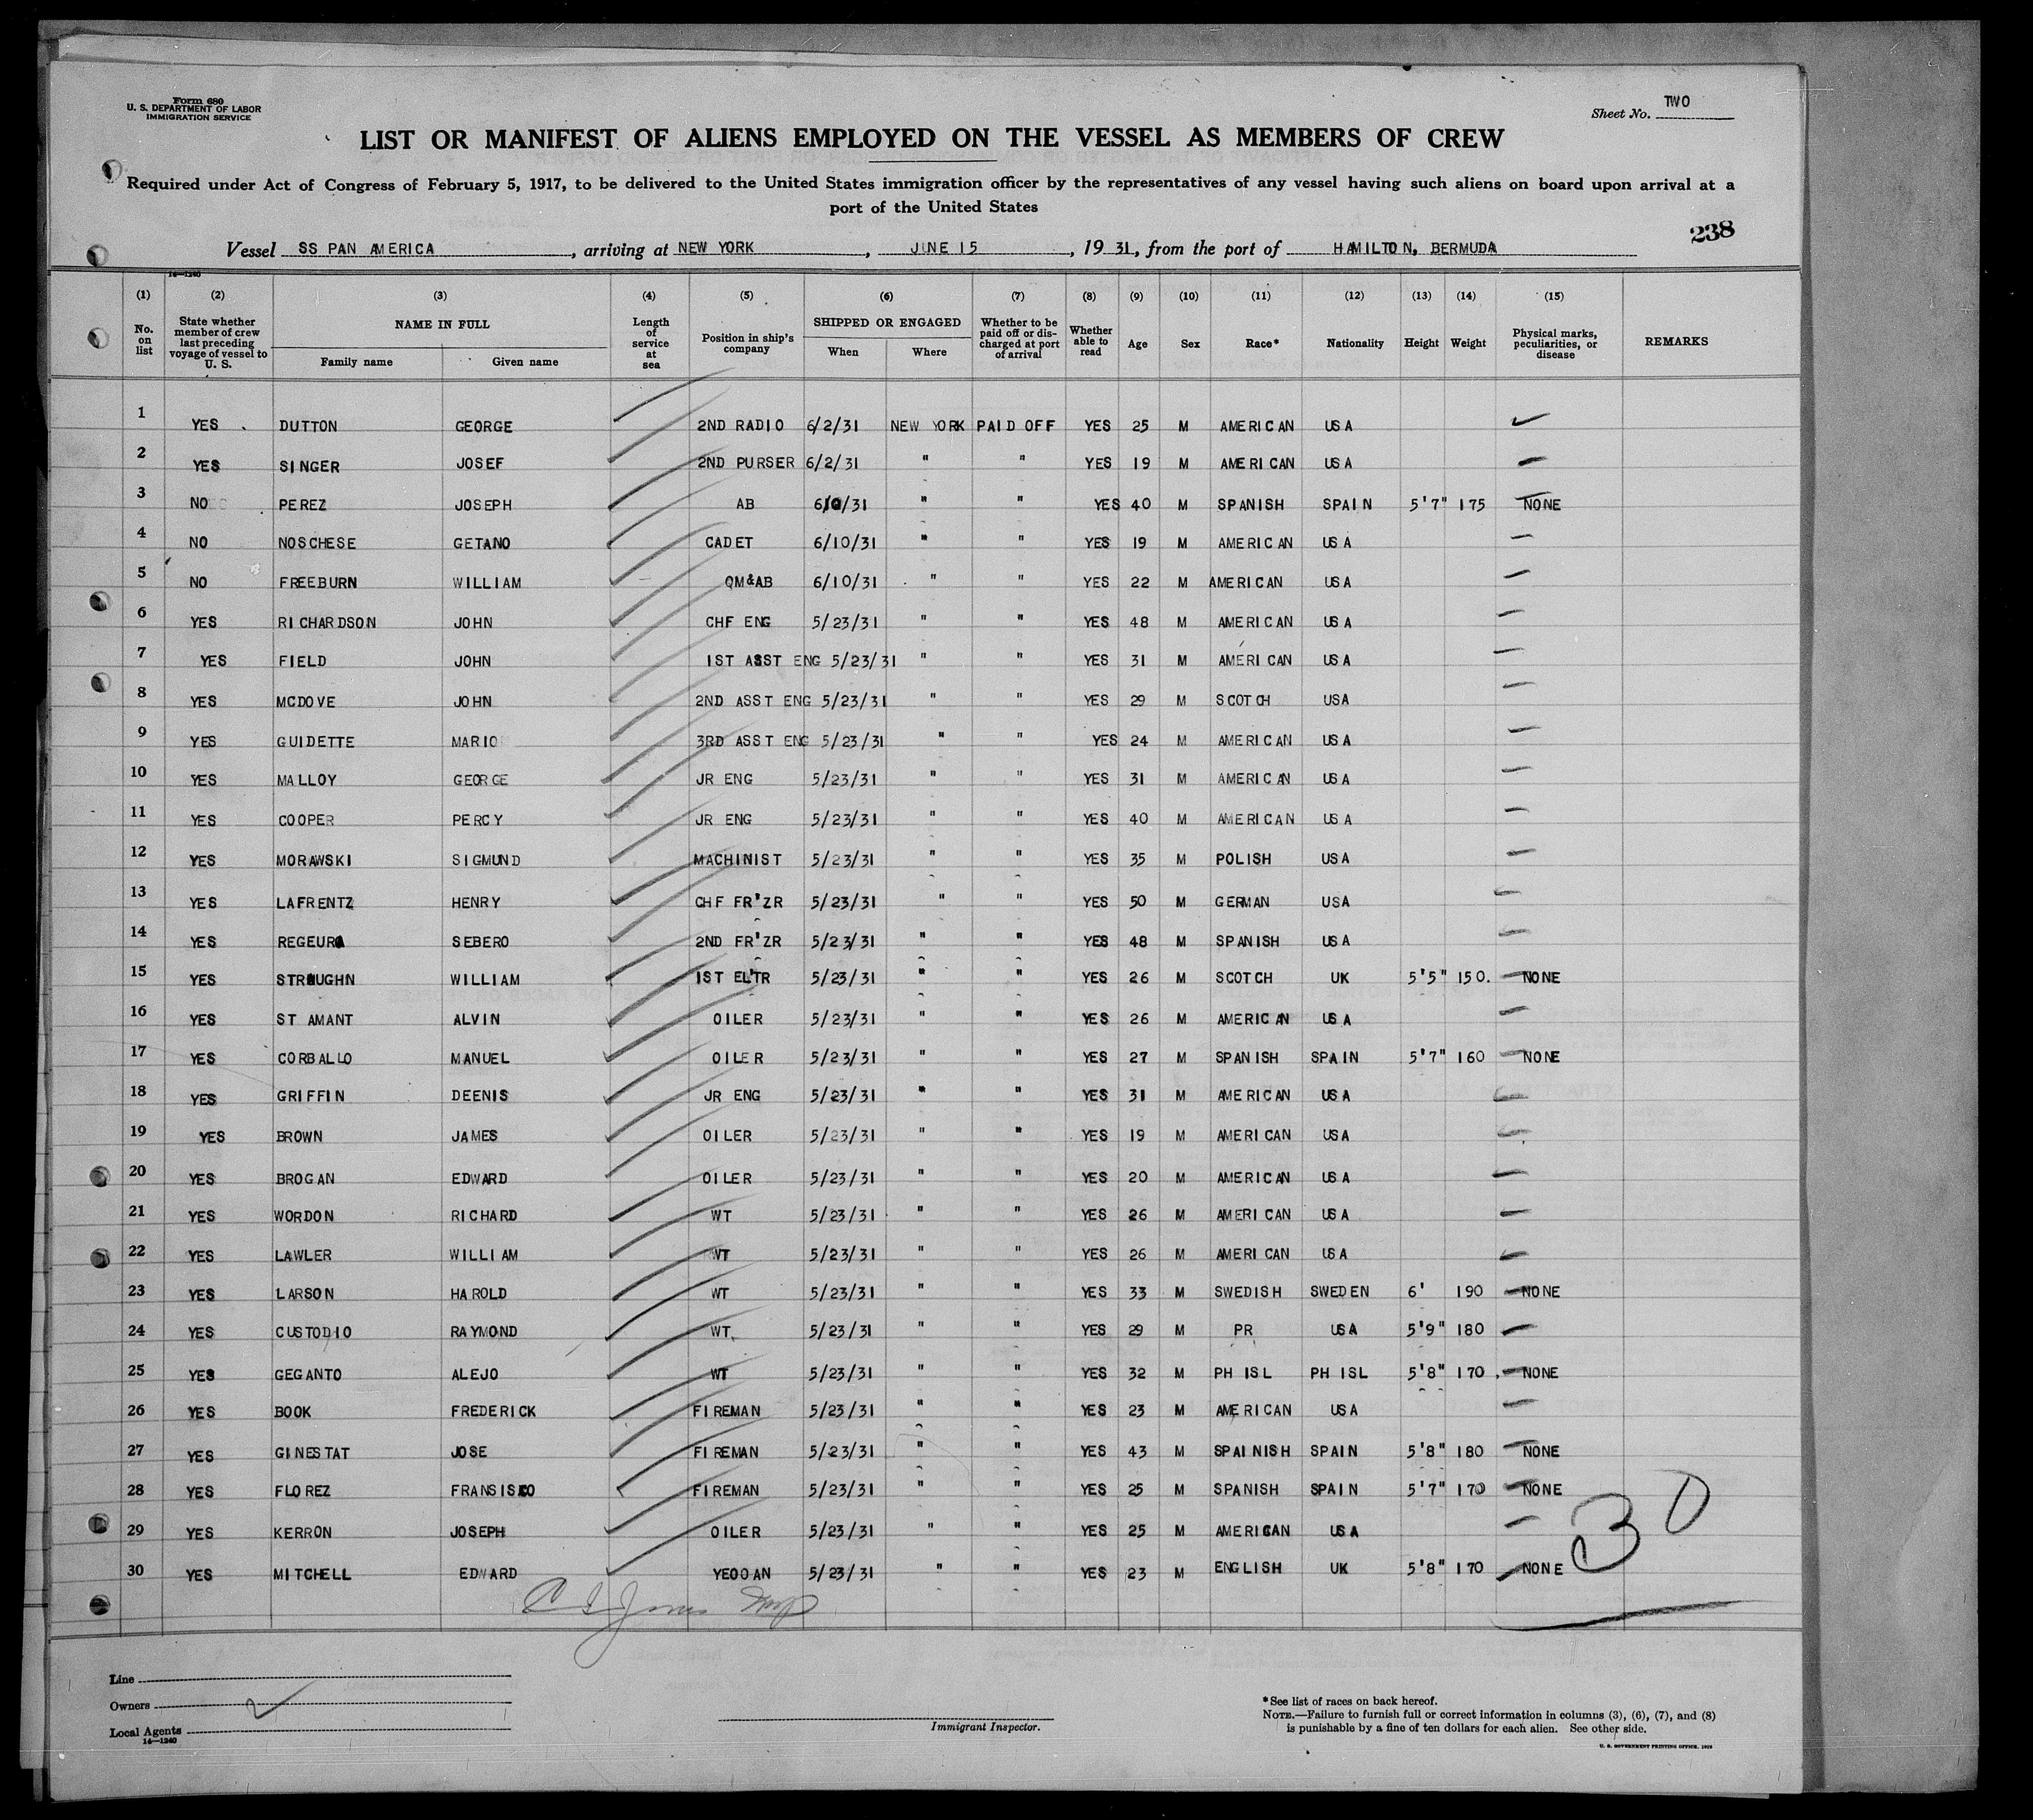 Form 680
U. S. DEPARTMENT OF LABOR
IMMIGRATION SERVICE
Sheet No. TWO
LIST OR MANIFEST OF ALIENS EMPLOYED ON THE VESSEL AS MEMBERS OF CREW
Required under Act of Congress of February 5, 1917, to be delivered to the United States immigration officer by the representatives of any vessel having such aliens on board upon arrival at a
port of the United States
238
Vessel SS PAN AMERICA, arriving at NEW YORK, JUNE 15, 1931, from the port of HAMILTON, BERMUDA
14-1240
(1) (2) (3) (4) (5) (6) (7) (8) (9) (10) (11) (12) (13) (14) (15)
No. on list State whether member of crew last preceding voyage of vessel to U. S. NAME IN FULL Family name Given name Length of service at sea Position in ship's company SHIPPED OR ENGAGED When Where Whether to be paid off or discharged at port of arrival Whether able to read Age Sex Race* Nationality Height Weight Physical marks, peculiarities, or disease REMARKS
1 YES DUTTON GEORGE 2ND RADIO 6/2/31 NEW YORK PAID OFF YES 25 M AMERICAN USA
2 YES SINGER JOSEF 2ND PURSER 6/2/31 " " YES 19 M AMERICAN USA
3 NO PEREZ JOSEPH AB 6/10/31 " " YES 40 M SPANISH SPAIN 5'7" 175 NONE
4 NO NOSCHESE GETANO CADET 6/10/31 " " YES 19 M AMERICAN USA
5 NO FREEBURN WILLIAM QM&AB 6/10/31 " " YES 22 M AMERICAN USA
6 YES RICHARDSON JOHN CHF ENG 5/23/31 " " YES 48 M AMERICAN USA
7 YES FIELD JOHN 1ST ASST ENG 5/23/31 " " YES 31 M AMERICAN USA
8 YES MCDOVE JOHN 2ND ASST ENG 5/23/31 " " YES 29 M SCOTCH USA
9 YES GUIDETTE MARIO 3RD ASST ENG 5/23/31 " " YES 24 M AMERICAN USA
10 YES MALLOY GEORGE JR ENG 5/23/31 " " YES 31 M AMERICAN USA
11 YES COOPER PERCY JR ENG 5/23/31 " " YES 40 M AMERICAN USA
12 YES MORAWSKI SIGMUND MACHINIST 5/23/31 " " YES 35 M POLISH USA
13 YES LAFRENTZ HENRY CHF FR'ZR 5/23/31 " " YES 50 M GERMAN USA
14 YES REGEURA SEBERO 2ND FR'ZR 5/23/31 " " YES 48 M SPANISH USA
15 YES STRAUGHN WILLIAM 1ST EL'TR 5/23/31 " " YES 26 M SCOTCH UK 5'5" 150. NONE
16 YES ST AMANT ALVIN OILER 5/23/31 " " YES 26 M AMERICAN USA
17 YES CORBALLO MANUEL OILER 5/23/31 " " YES 27 M SPANISH SPAIN 5'7" 160 NONE
18 YES GRIFFIN DEENIS JR ENG 5/23/31 " " YES 31 M AMERICAN USA
19 YES BROWN JAMES OILER 5/23/31 " " YES 19 M AMERICAN USA
20 YES BROGAN EDWARD OILER 5/23/31 " " YES 20 M AMERICAN USA
21 YES WORDON RICHARD WT 5/23/31 " " YES 26 M AMERICAN USA
22 YES LAWLER WILLIAM WT 5/23/31 " " YES 26 M AMERICAN USA
23 YES LARSON HAROLD WT 5/23/31 " " YES 33 M SWEDISH SWEDEN 6' 190 NONE
24 YES CUSTODIO RAYMOND WT 5/23/31 " " YES 29 M PR USA 5'9" 180
25 YES GEGANTO ALEJO WT 5/23/31 " " YES 32 M PH ISL PH ISL 5'8" 170 NONE
26 YES BOOK FREDERICK FIREMAN 5/23/31 " " YES 23 M AMERICAN USA
27 YES GINESTAT JOSE FIREMAN 5/23/31 " " YES 43 M SPAINISH SPAIN 5'8" 180 NONE
28 YES FLOREZ FRANSISCO FIREMAN 5/23/31 " " YES 25 M SPANISH SPAIN 5'7" 170 NONE
29 YES KERRON JOSEPH OILER 5/23/31 " " YES 25 M AMERICAN USA
30 YES MITCHELL EDWARD YEOOAN 5/23/31 " " YES 23 M ENGLISH UK 5'8" 170 NONE
30
Line
Owners
Local Agents
14-1240
Immigrant Inspector.
*See list of races on back hereof.
NOTE.—Failure to furnish full or correct information in columns (3), (6), (7), and (8)
is punishable by a fine of ten dollars for each alien. See other side.